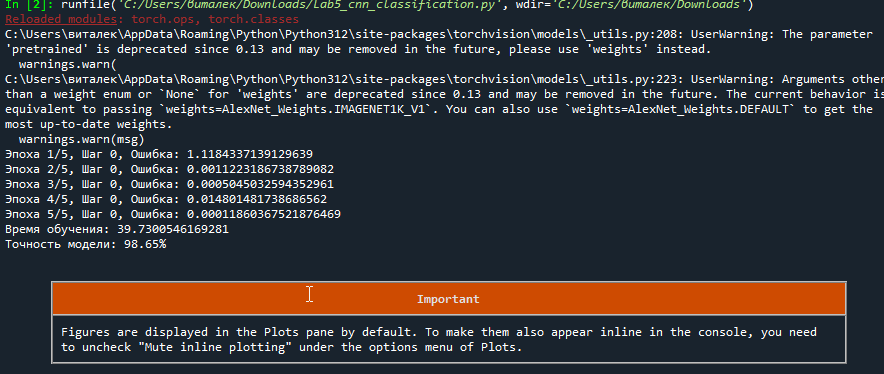 In [2]: runfile('C:/Users/виталек/Downloads/Lab5_cnn_classification.py', wdir='C:/Users/виталек/Downloads')
Reloaded modules: torch.ops, torch.classes
C:\Users\виталек\AppData\Roaming\Python\Python312\site-packages\torchvision\models\_utils.py:208: UserWarning: The parameter
'pretrained' is deprecated since 0.13 and may be removed in the future, please use 'weights' instead.
warnings.warn(
C:\Users\виталек\AppData\Roaming\Python\Python312\site-packages\torchvision\models\_utils.py:223: UserWarning: Arguments other
than a weight enum or `None` for 'weights' are deprecated since 0.13 and may be removed in the future. The current behavior is
equivalent to passing `weights=AlexNet_Weights.IMAGENET1K_V1`. You can also use `weights=AlexNet_Weights.DEFAULT` to get the
most up-to-date weights.
warnings.warn(msg)
Эпоха 1/5, Шаг 0, Ошибка: 1.1184337139129639
Эпоха 2/5, Шаг 0, Ошибка: 0.0011223186738789082
Эпоха 3/5, Шаг 0, Ошибка: 0.0005045032594352961
Эпоха 4/5, Шаг 0, Ошибка: 0.014801481738686562
Эпоха 5/5, Шаг 0, Ошибка: 0.00011860367521876469
Время обучения: 39.7300546169281
Точность модели: 98.65%
Important
Figures are displayed in the Plots pane by default. To make them also appear inline in the console, you need
to uncheck "Mute inline plotting" under the options menu of Plots.